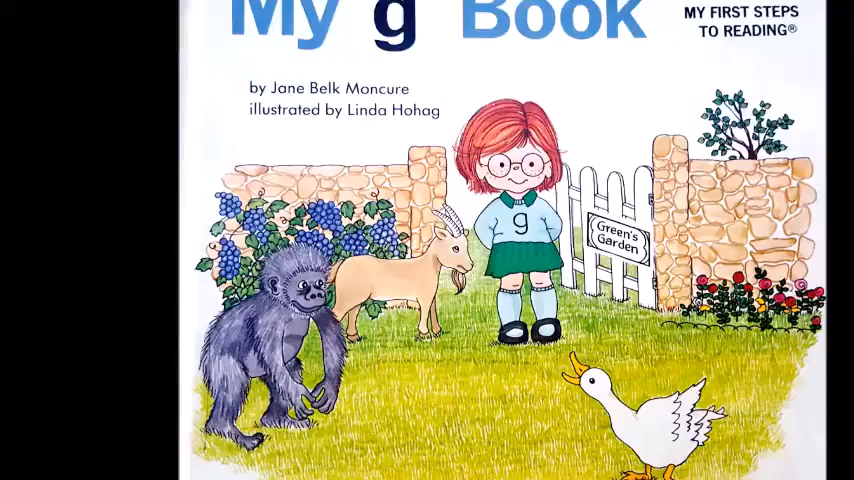 My g Book
MY FIRST STEPS
TO READING®
by Jane Belk Moncure
illustrated by Linda Hohag
g
Green's
Garden